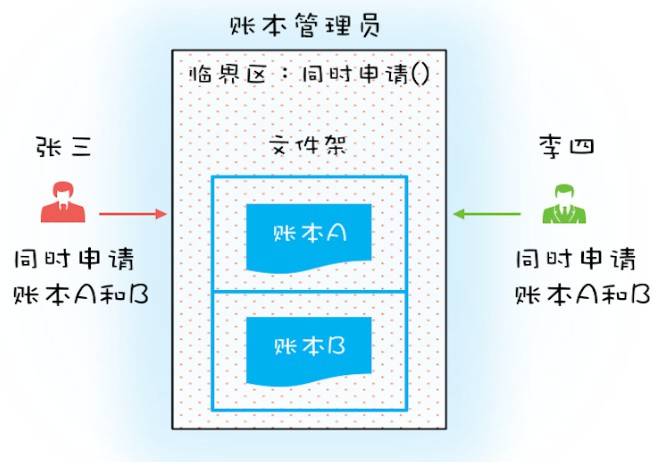 账本管理员
临界区：同时申请()
文件架
张三
李四
账本A
同时申请
账本A和B
同时申请
账本A和B
账本B